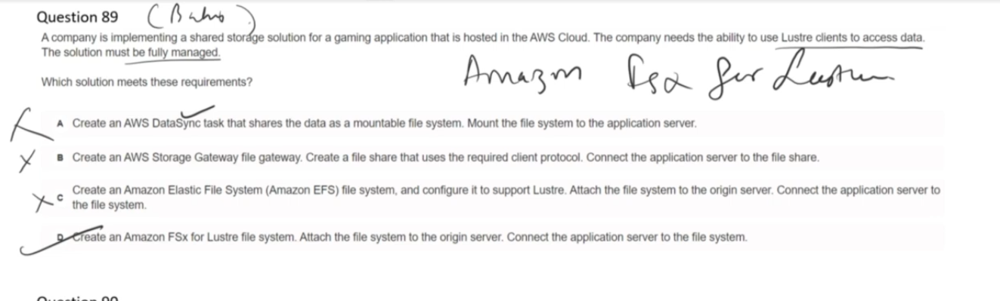 Question 89
A company is implementing a shared storage solution for a gaming application that is hosted in the AWS Cloud. The company needs the ability to use Lustre clients to access data.
The solution must be fully managed.
Amazon Fsx for Lustre
Which solution meets these requirements?
A Create an AWS DataSync task that shares the data as a mountable file system. Mount the file system to the application server.
B Create an AWS Storage Gateway file gateway. Create a file share that uses the required client protocol. Connect the application server to the file share.
C Create an Amazon Elastic File System (Amazon EFS) file system, and configure it to support Lustre. Attach the file system to the origin server. Connect the application server to
the file system.
D Create an Amazon FSx for Lustre file system. Attach the file system to the origin server. Connect the application server to the file system.